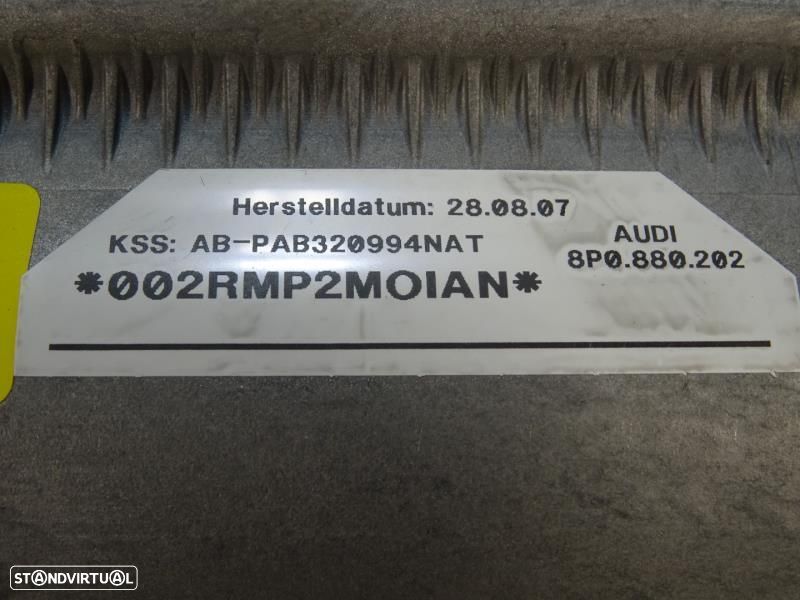 Herstelldatum: 28.08.07
KSS: AB-PAB320994NAT
AUDI
8P0.880.202
*002RMP2MOIAN*
STANDVIRTUAL